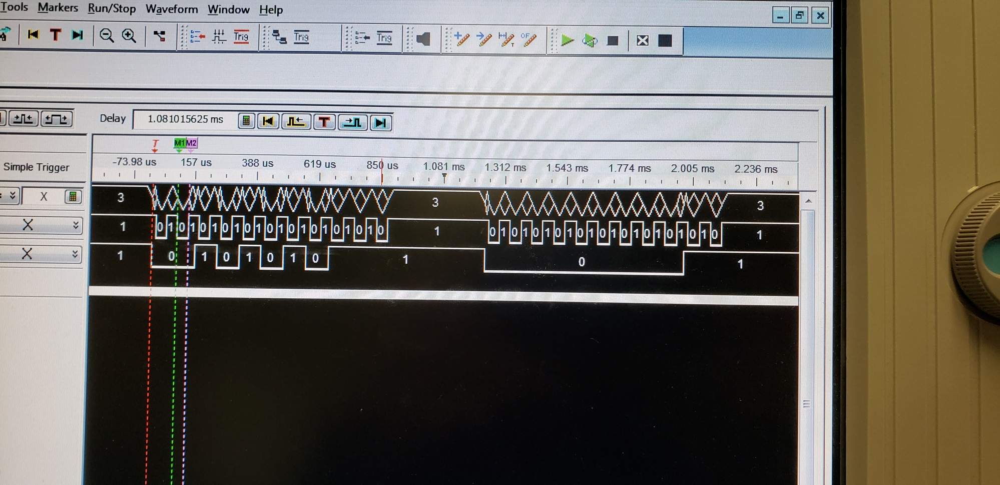 Tools Markers Run/Stop Waveform Window Help
T Trig Trig Trig OF T
Delay 1.081015625 ms T
T M1 M2
Simple Trigger -73.98 us 157 us 388 us 619 us 850 us 1.081 ms 1.312 ms 1.543 ms 1.774 ms 2.005 ms 2.236 ms
X 3 3 3
X 1 0 1 0 1 0 1 0 1 0 1 0 1 0 1 0 1 0 1 0 1 0 1 0 1 0 1 0 1 0 1 0 1 0 1 0 1 0 1 0 1 0 1 0 1
X 1 0 1 0 1 0 1 0 1 0 1